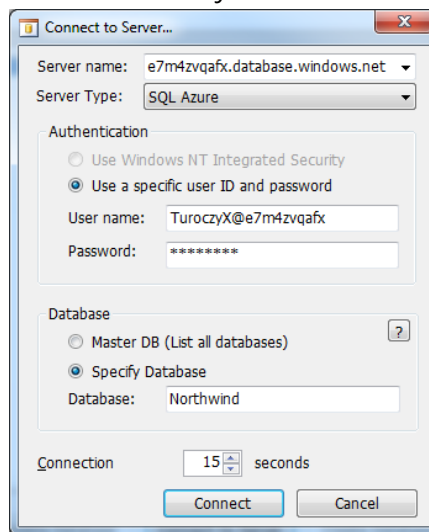 Connect to Server...
x
Server name: e7m4zvqafx.database.windows.net
Server Type: SQL Azure
Authentication
Use Windows NT Integrated Security
Use a specific user ID and password
User name: TuroczyX@e7m4zvqafx
Password: ********
Database
?
Master DB (List all databases)
Specify Database
Database: Northwind
Connection 15 seconds
Connect Cancel